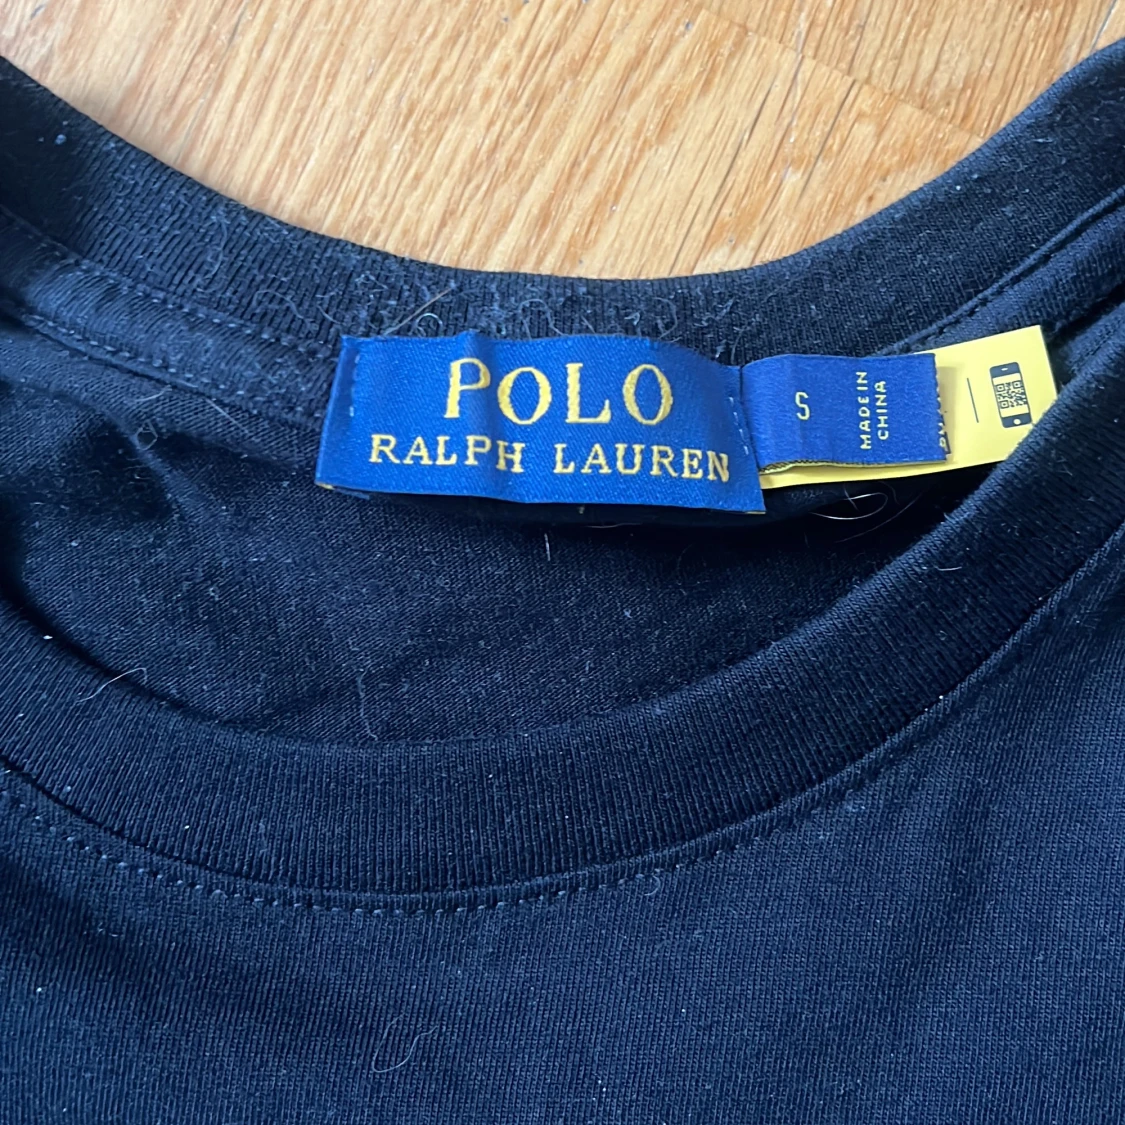 POLO
RALPH LAUREN
S
MADE IN
CHINA